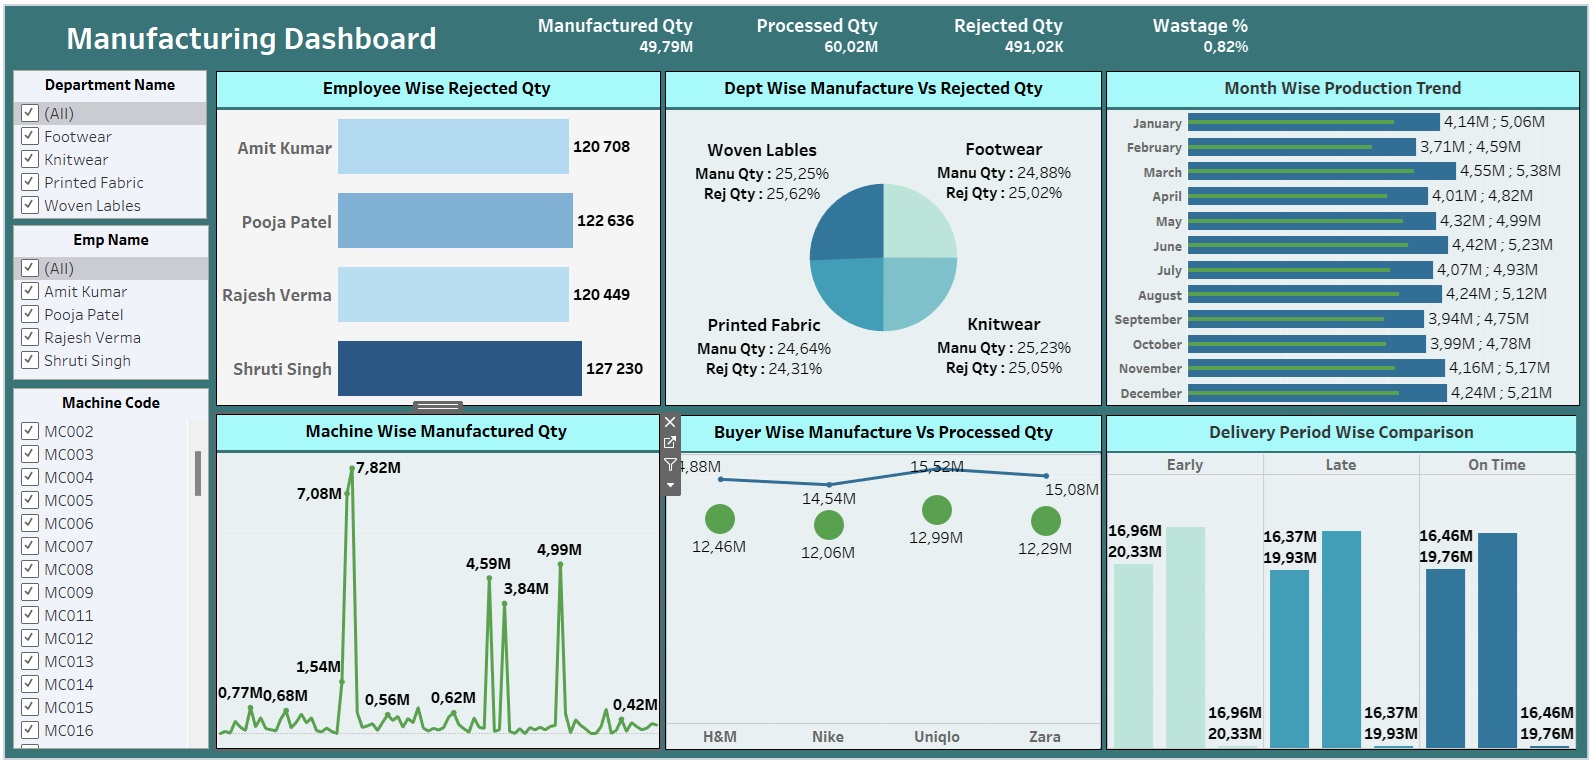 Manufacturing Dashboard
Manufactured Qty
49,79M
Processed Qty
60,02M
Rejected Qty
491,02K
Wastage %
0,82%
Department Name
(All)
Footwear
Knitwear
Printed Fabric
Woven Lables
Emp Name
(All)
Amit Kumar
Pooja Patel
Rajesh Verma
Shruti Singh
Machine Code
MC002
MC003
MC004
MC005
MC006
MC007
MC008
MC009
MC011
MC012
MC013
MC014
MC015
MC016
Employee Wise Rejected Qty
Amit Kumar 120 708
Pooja Patel 122 636
Rajesh Verma 120 449
Shruti Singh 127 230
Dept Wise Manufacture Vs Rejected Qty
Woven Lables
Manu Qty : 25,25%
Rej Qty : 25,62%
Footwear
Manu Qty : 24,88%
Rej Qty : 25,02%
Printed Fabric
Manu Qty : 24,64%
Rej Qty : 24,31%
Knitwear
Manu Qty : 25,23%
Rej Qty : 25,05%
Month Wise Production Trend
January 4,14M ; 5,06M
February 3,71M ; 4,59M
March 4,55M ; 5,38M
April 4,01M ; 4,82M
May 4,32M ; 4,99M
June 4,42M ; 5,23M
July 4,07M ; 4,93M
August 4,24M ; 5,12M
September 3,94M ; 4,75M
October 3,99M ; 4,78M
November 4,16M ; 5,17M
December 4,24M ; 5,21M
Machine Wise Manufactured Qty
7,82M
7,08M
4,99M
4,59M
3,84M
1,54M
0,77M
0,68M
0,56M
0,62M
0,42M
Buyer Wise Manufacture Vs Processed Qty
4,88M
15,52M
14,54M
15,08M
12,46M
12,06M
12,99M
12,29M
H&M
Nike
Uniqlo
Zara
Delivery Period Wise Comparison
Early
Late
On Time
16,96M
20,33M
16,37M
19,93M
16,46M
19,76M
16,96M
20,33M
16,37M
19,93M
16,46M
19,76M